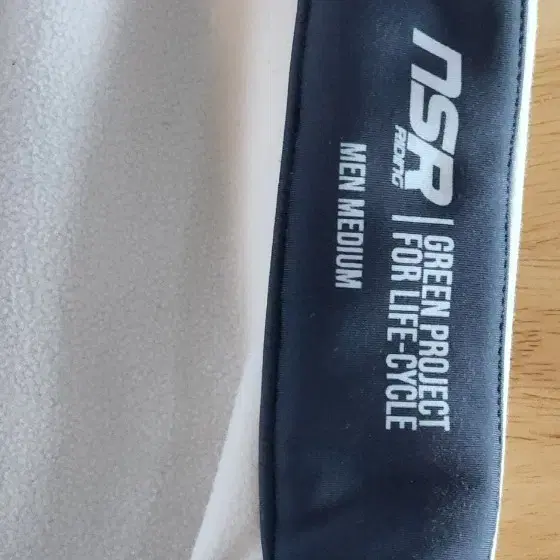 nSR
RIDING
| GREEN PROJECT
FOR LIFE-CYCLE
MEN MEDIUM